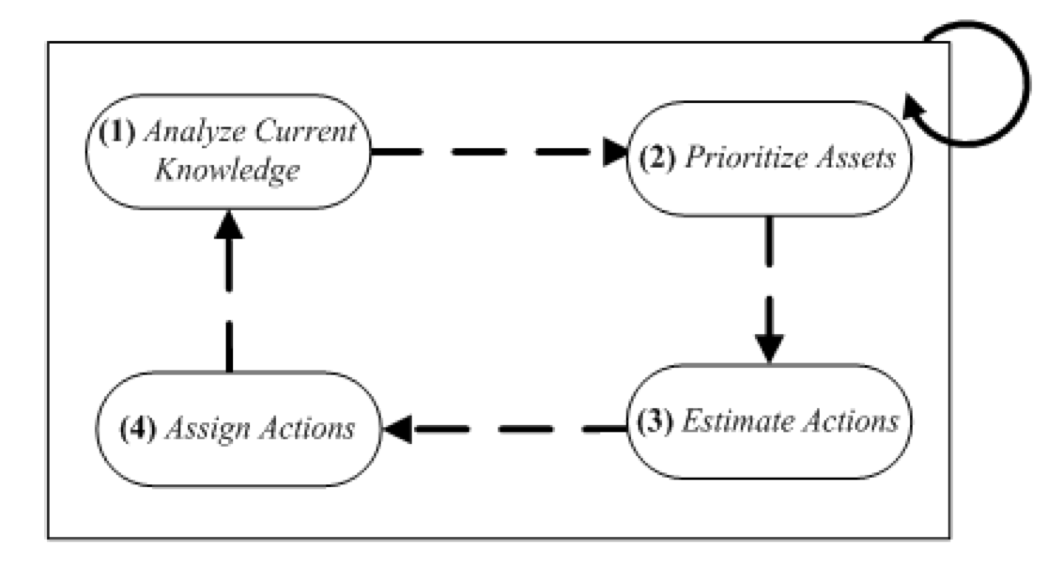 (1) Analyze Current
Knowledge
(2) Prioritize Assets
(3) Estimate Actions
(4) Assign Actions